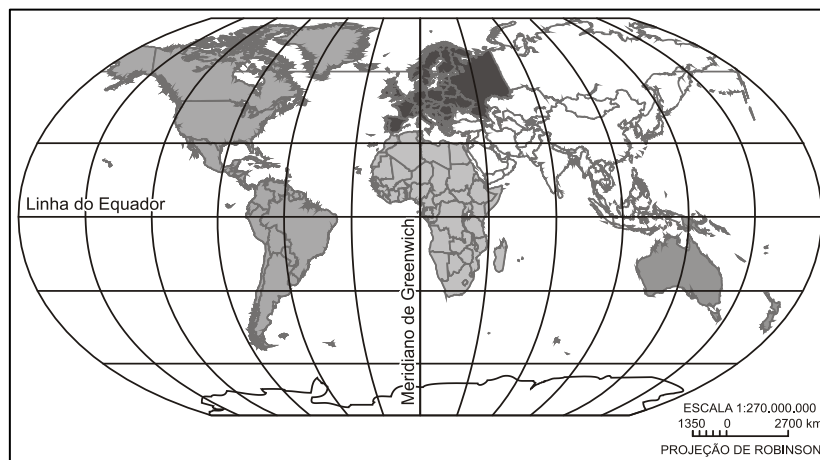 Linha do Equador
Meridiano de Greenwich
ESCALA 1:270.000.000
1350 0 2700 km
PROJEÇÃO DE ROBINSON